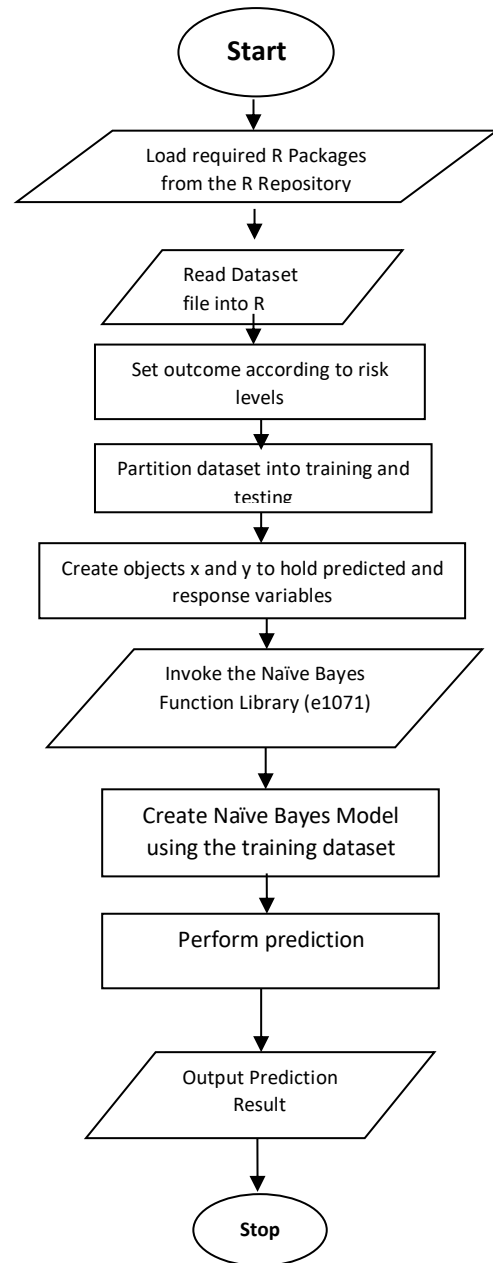 Start
Load required R Packages
from the R Repository
Read Dataset
file into R
Set outcome according to risk
levels
Partition dataset into training and
testing
Create objects x and y to hold predicted and
response variables
Invoke the Naïve Bayes
Function Library (e1071)
Create Naïve Bayes Model
using the training dataset
Perform prediction
Output Prediction
Result
Stop